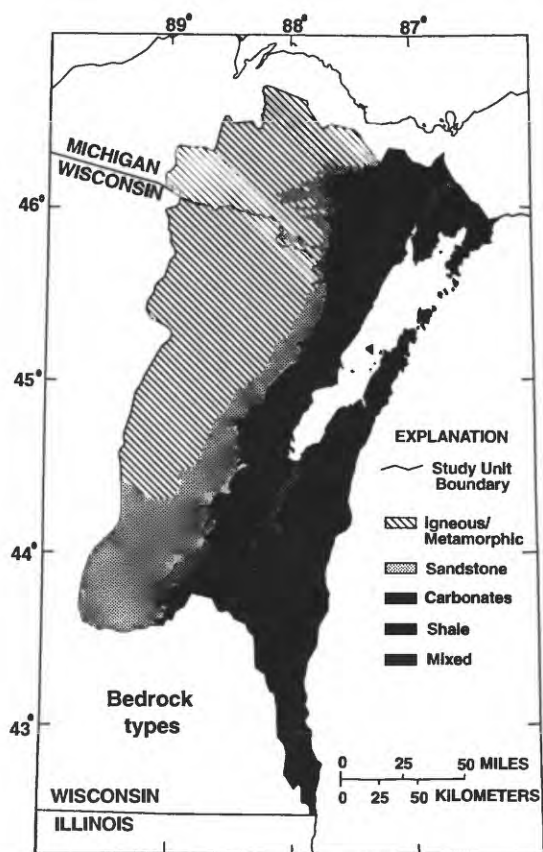 89°
88°
87°
MICHIGAN
WISCONSIN
46°
45°
44°
43°
EXPLANATION
Study Unit
Boundary
Igneous/
Metamorphic
Sandstone
Carbonates
Shale
Mixed
Bedrock
types
0 25 50 MILES
0 25 50 KILOMETERS
WISCONSIN
ILLINOIS